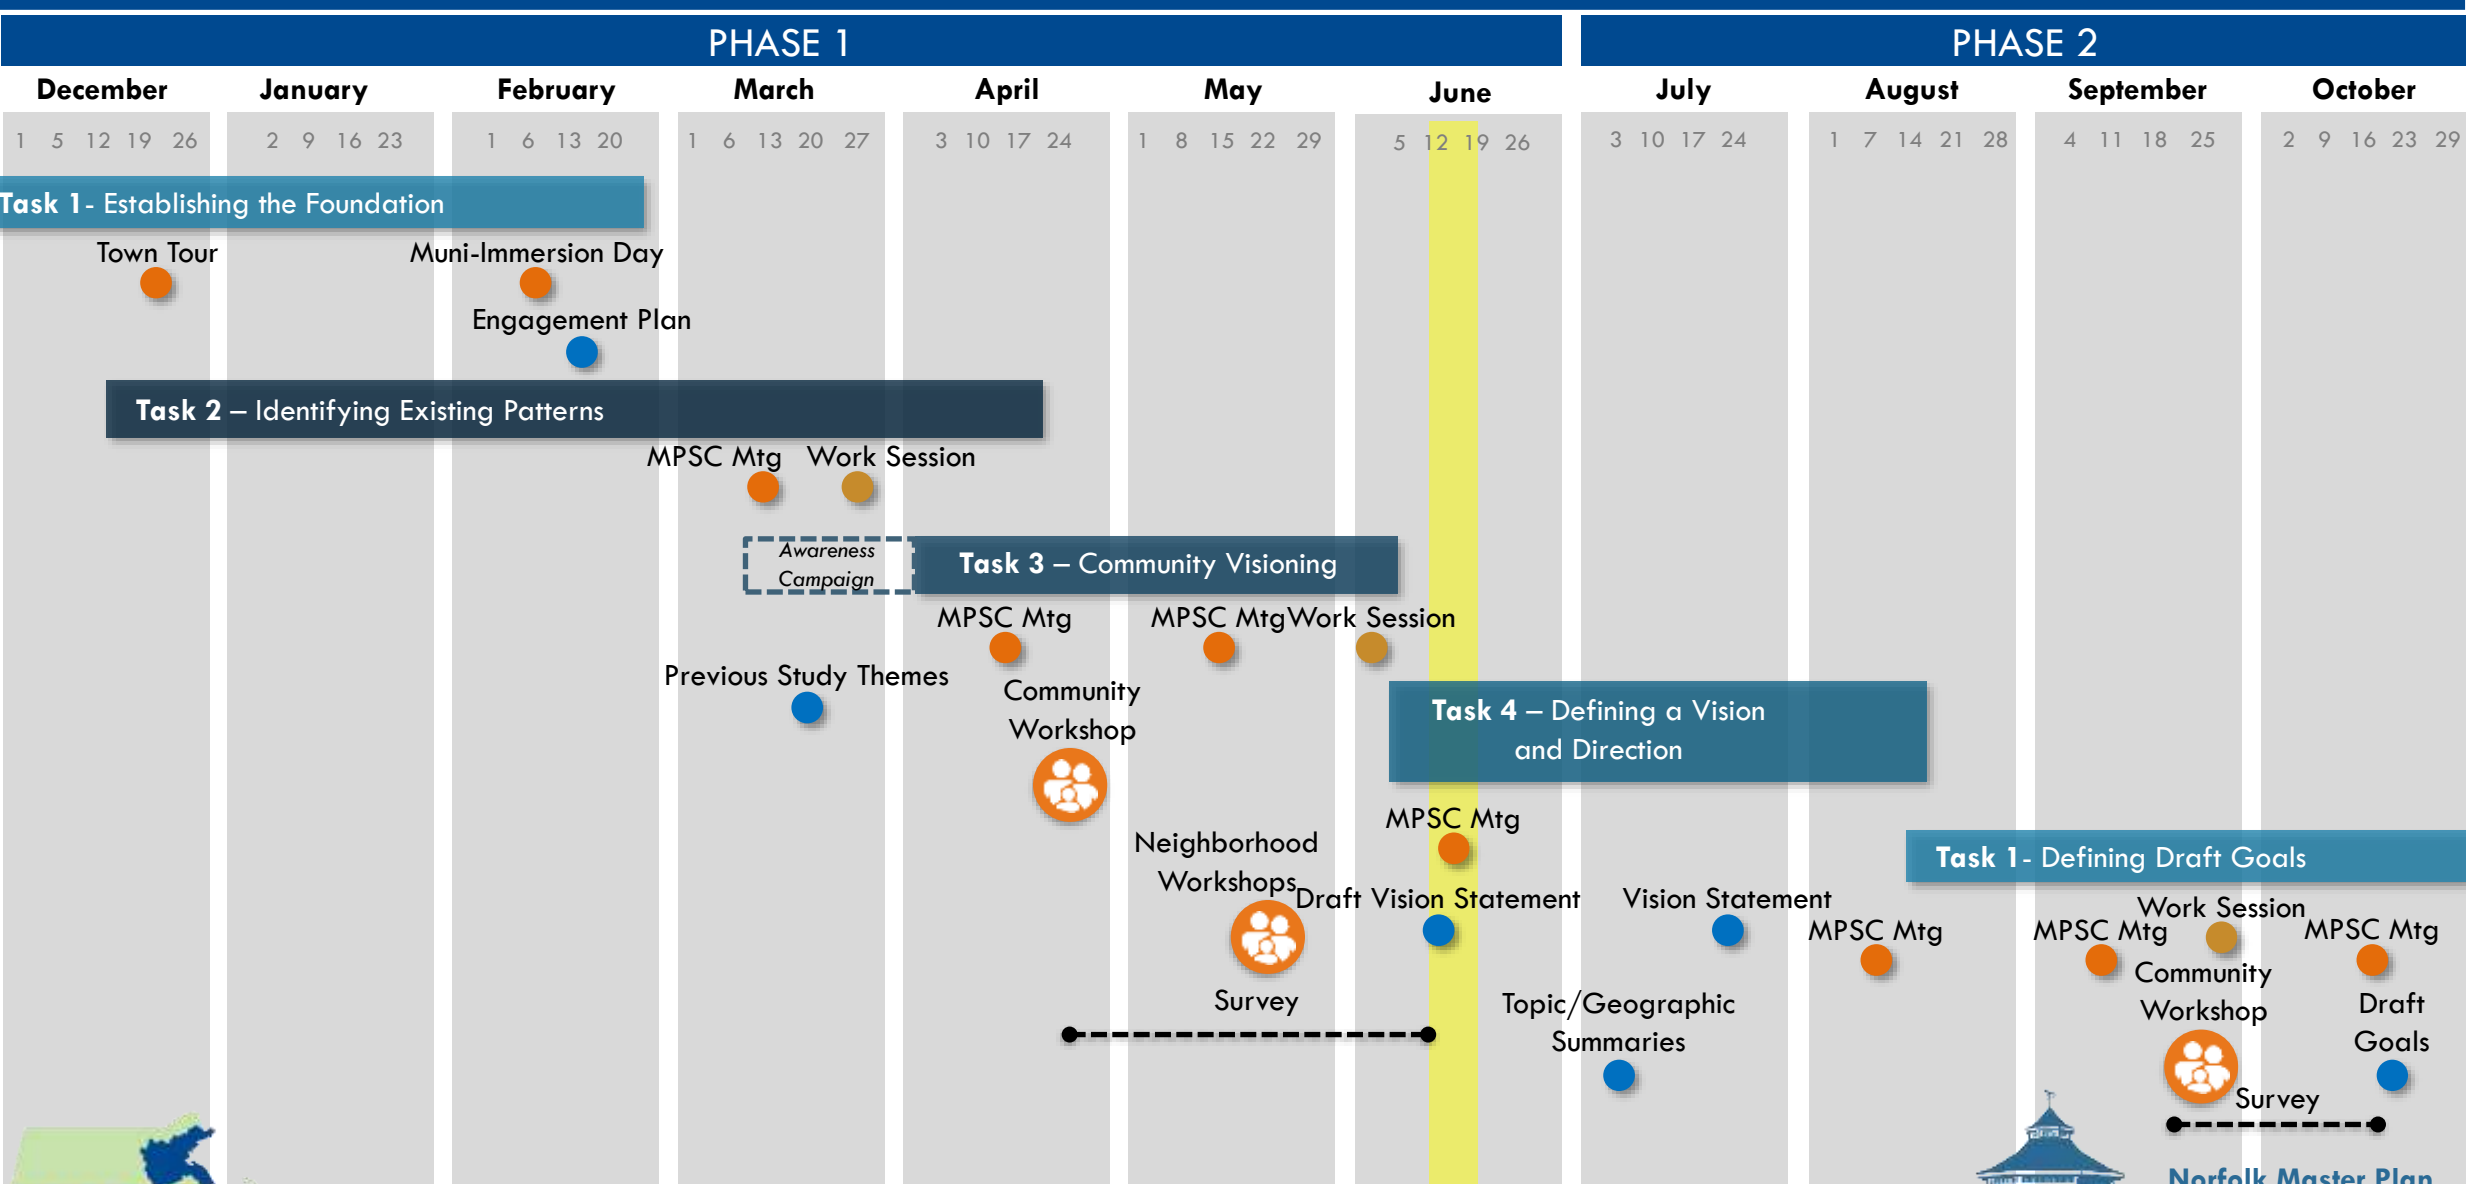 PHASE 1
PHASE 2
December January February March April May June July August September October
1 5 12 19 26 2 9 16 23 1 6 13 20 1 6 13 20 27 3 10 17 24 1 8 15 22 29 5 12 19 26 3 10 17 24 1 7 14 21 28 4 11 18 25 2 9 16 23 29
Task 1- Establishing the Foundation
Town Tour
Muni-Immersion Day
Engagement Plan
Task 2 – Identifying Existing Patterns
MPSC Mtg
Work Session
Awareness
Campaign
Task 3 – Community Visioning
MPSC Mtg
MPSC Mtg
Work Session
Previous Study Themes
Community
Workshop
Task 4 – Defining a Vision
and Direction
MPSC Mtg
Neighborhood
Workshops
Draft Vision Statement
Vision Statement
Task 1- Defining Draft Goals
Work Session
MPSC Mtg
MPSC Mtg
MPSC Mtg
Community
Workshop
Survey
Topic/Geographic
Summaries
Draft
Goals
Survey
Norfolk Master Plan